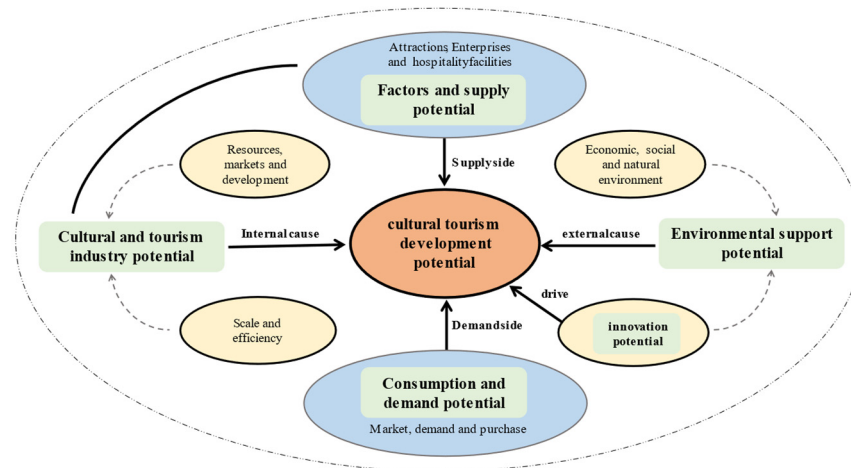 Attractions, Enterprises
and hospitalityfacilities
Factors and supply
potential
Resources,
markets and
development
Economic, social
and natural
environment
Supplyside
Cultural and tourism
industry potential
Internalcause
cultural tourism
development
potential
externalcause
Environmental support
potential
drive
Scale and
efficiency
Demandside
innovation
potential
Consumption and
demand potential
Market, demand and purchase